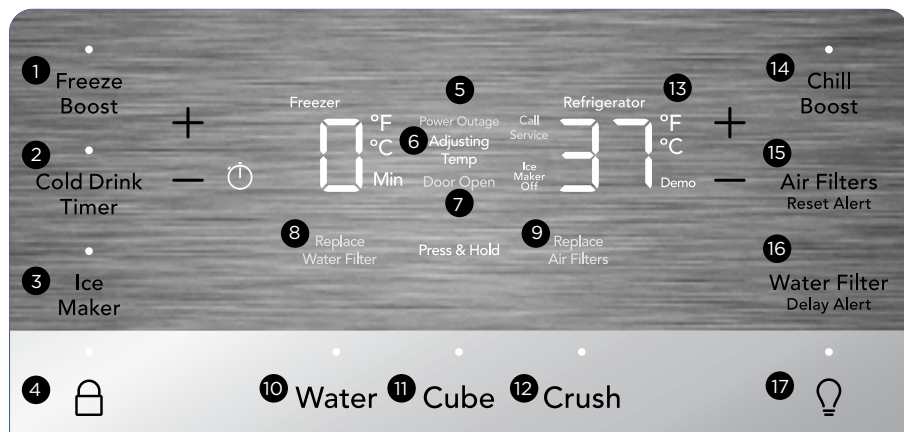 1 Freeze
Boost
2 Cold Drink
Timer
3 Ice
Maker
4
+
−
Freezer
0 °F
°C
Min
5
Power Outage
6 Adjusting
Temp
Door Open
7
Call
Service
Ice
Maker
Off
Refrigerator 13
37 °F
°C
Demo
8 Replace
Water Filter
Press & Hold
9 Replace
Air Filters
+
−
14 Chill
Boost
15
Air Filters
Reset Alert
16
Water Filter
Delay Alert
10 Water 11 Cube 12 Crush
17